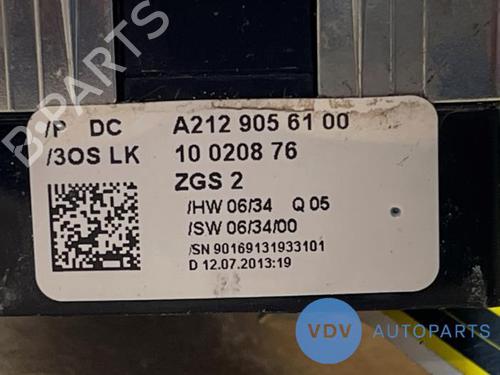 /P DC A212 905 61 00
/3OS LK 10 0208 76
ZGS 2
/HW 06/34 Q 05
/SW 06/34/00
/SN 90169131933101
D 12.07.2013:19
VDV AUTOPARTS
B-PARTS